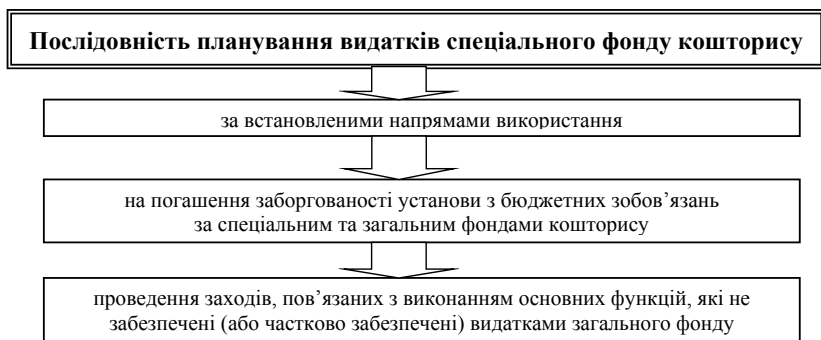 Послідовність планування видатків спеціального фонду кошторису
за встановленими напрямами використання
на погашення заборгованості установи з бюджетних зобов’язань
за спеціальним та загальним фондами кошторису
проведення заходів, пов’язаних з виконанням основних функцій, які не
забезпечені (або частково забезпечені) видатками загального фонду